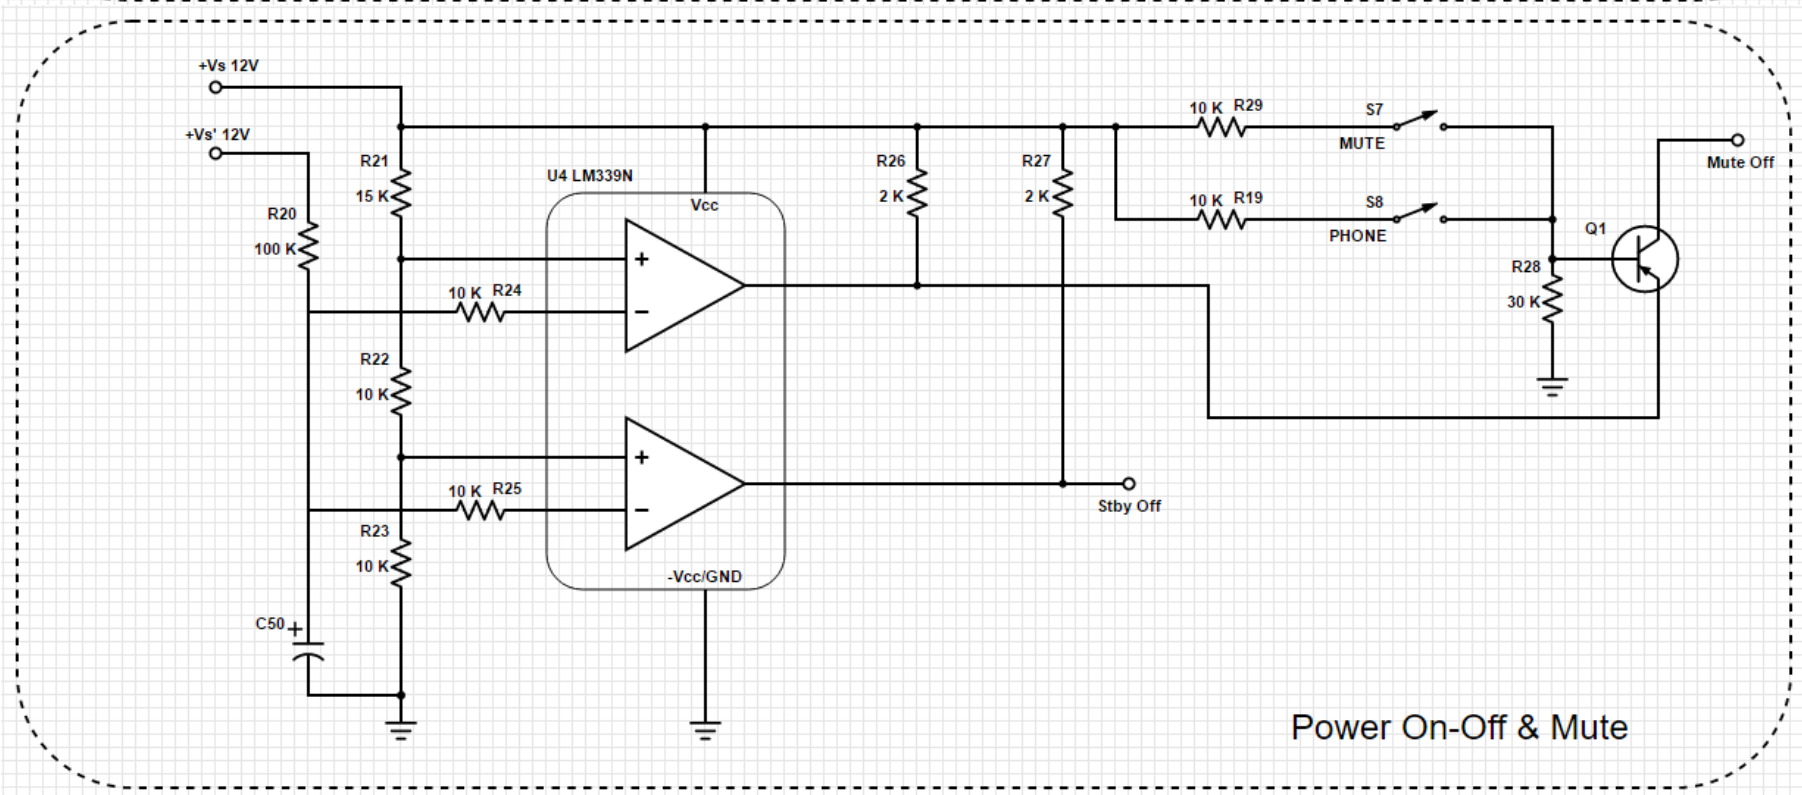 +Vs 12V
+Vs' 12V
R21
15 K
R20
100 K
U4 LM339N
Vcc
+
10 K R24
−
R22
10 K
+
10 K R25
−
R23
10 K
-Vcc/GND
C50 +
R26
2 K
R27
2 K
10 K R29
S7
MUTE
10 K R19
S8
PHONE
Mute Off
Q1
R28
30 K
Stby Off
Power On-Off & Mute